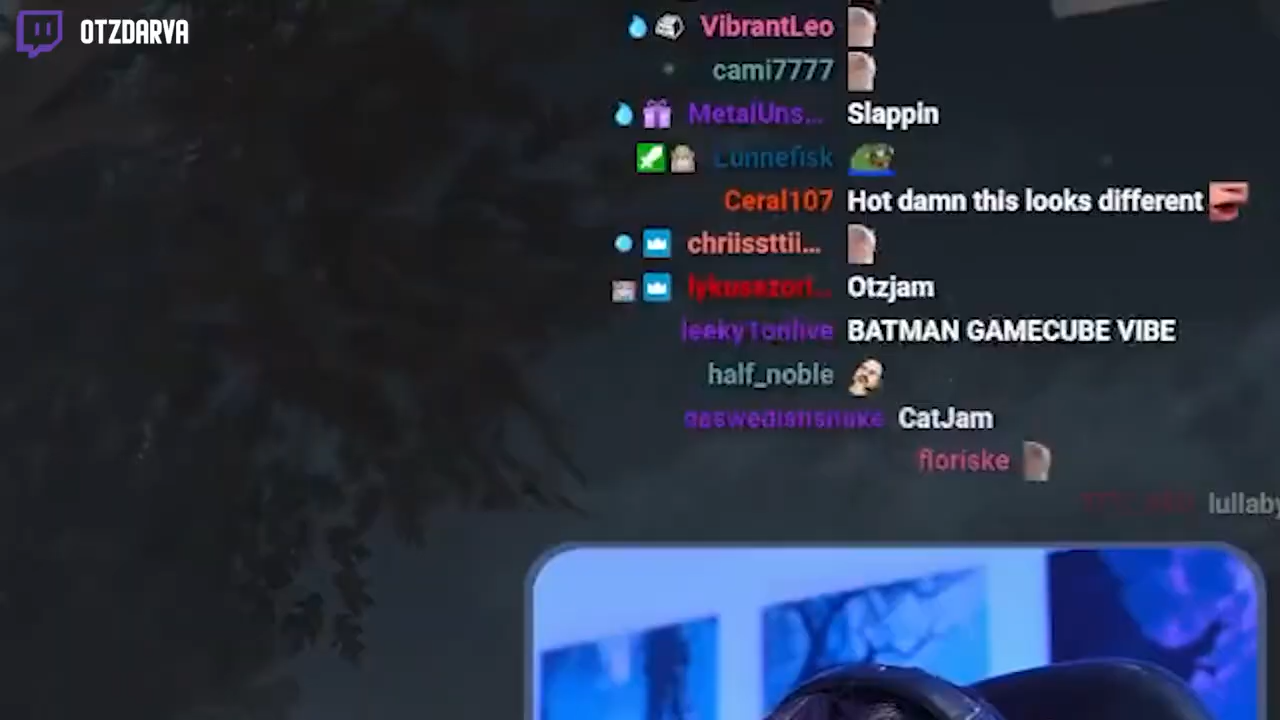 OTZDARVA
VibrantLeo
cami7777
MetalUns... Slappin
Lunnefisk
Ceral107 Hot damn this looks different
chriissttii...
Otzjam
leeky1onlive BATMAN GAMECUBE VIBE
half_noble
CatJam
floriske
lullaby